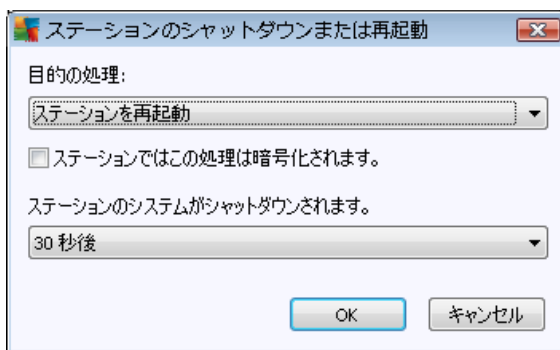 ステーションのシャットダウンまたは再起動
目的の処理:
ステーションを再起動
ステーションではこの処理は暗号化されます。
ステーションのシステムがシャットダウンされます。
30 秒後
OK
キャンセル